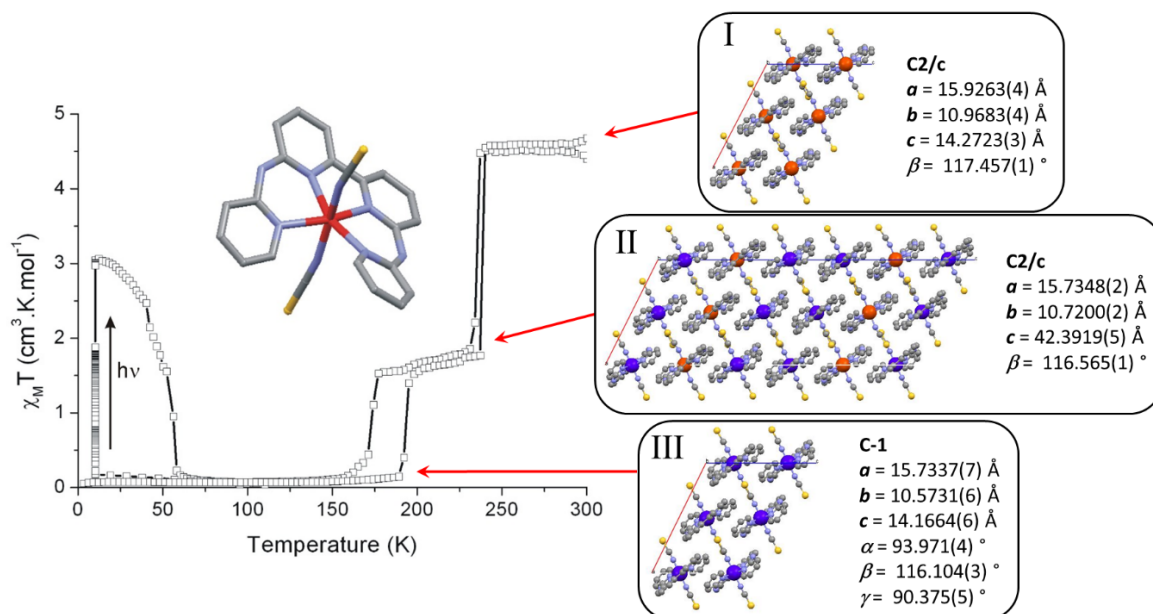 I
C2/c
a = 15.9263(4) Å
b = 10.9683(4) Å
c = 14.2723(3) Å
β = 117.457(1) °
II
C2/c
a = 15.7348(2) Å
b = 10.7200(2) Å
c = 42.3919(5) Å
β = 116.565(1) °
III
C-1
a = 15.7337(7) Å
b = 10.5731(6) Å
c = 14.1664(6) Å
α = 93.971(4) °
β = 116.104(3) °
γ = 90.375(5) °
χMT (cm³.K.mol⁻¹)
5
4
3
2
1
0
hν
0 50 100 150 200 250 300
Temperature (K)